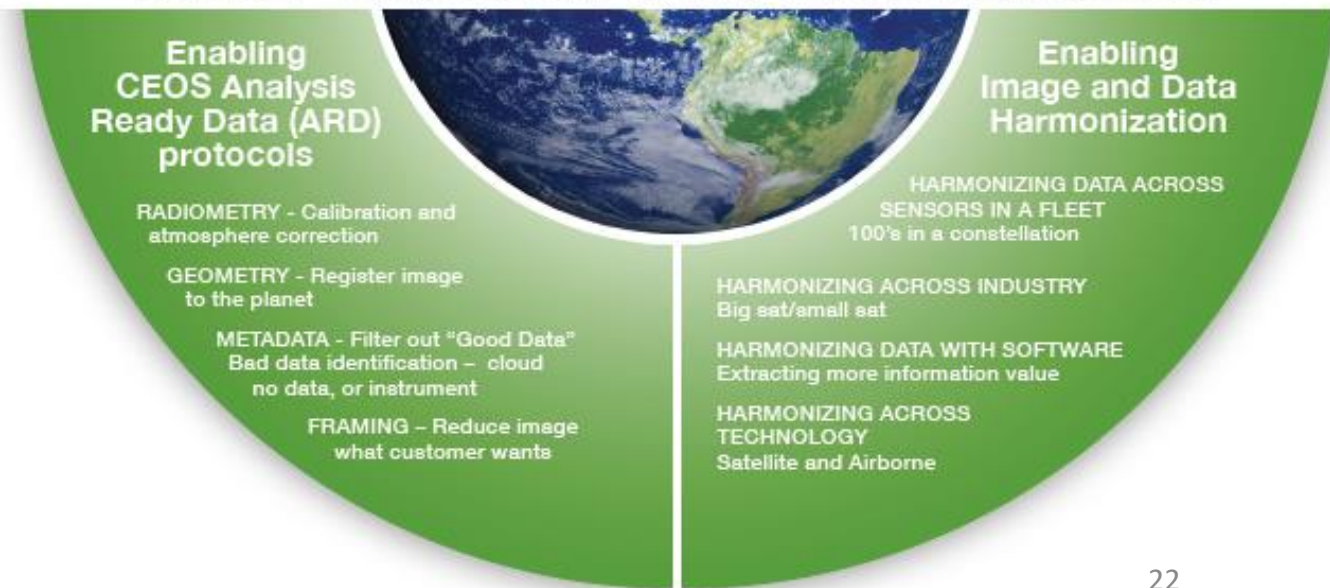 Enabling
CEOS Analysis
Ready Data (ARD)
protocols
RADIOMETRY - Calibration and
atmosphere correction
GEOMETRY - Register image
to the planet
METADATA - Filter out “Good Data”
Bad data identification – cloud
no data, or instrument
FRAMING – Reduce image
what customer wants
Enabling
Image and Data
Harmonization
HARMONIZING DATA ACROSS
SENSORS IN A FLEET
100's in a constellation
HARMONIZING ACROSS INDUSTRY
Big sat/small sat
HARMONIZING DATA WITH SOFTWARE
Extracting more information value
HARMONIZING ACROSS
TECHNOLOGY
Satellite and Airborne
22